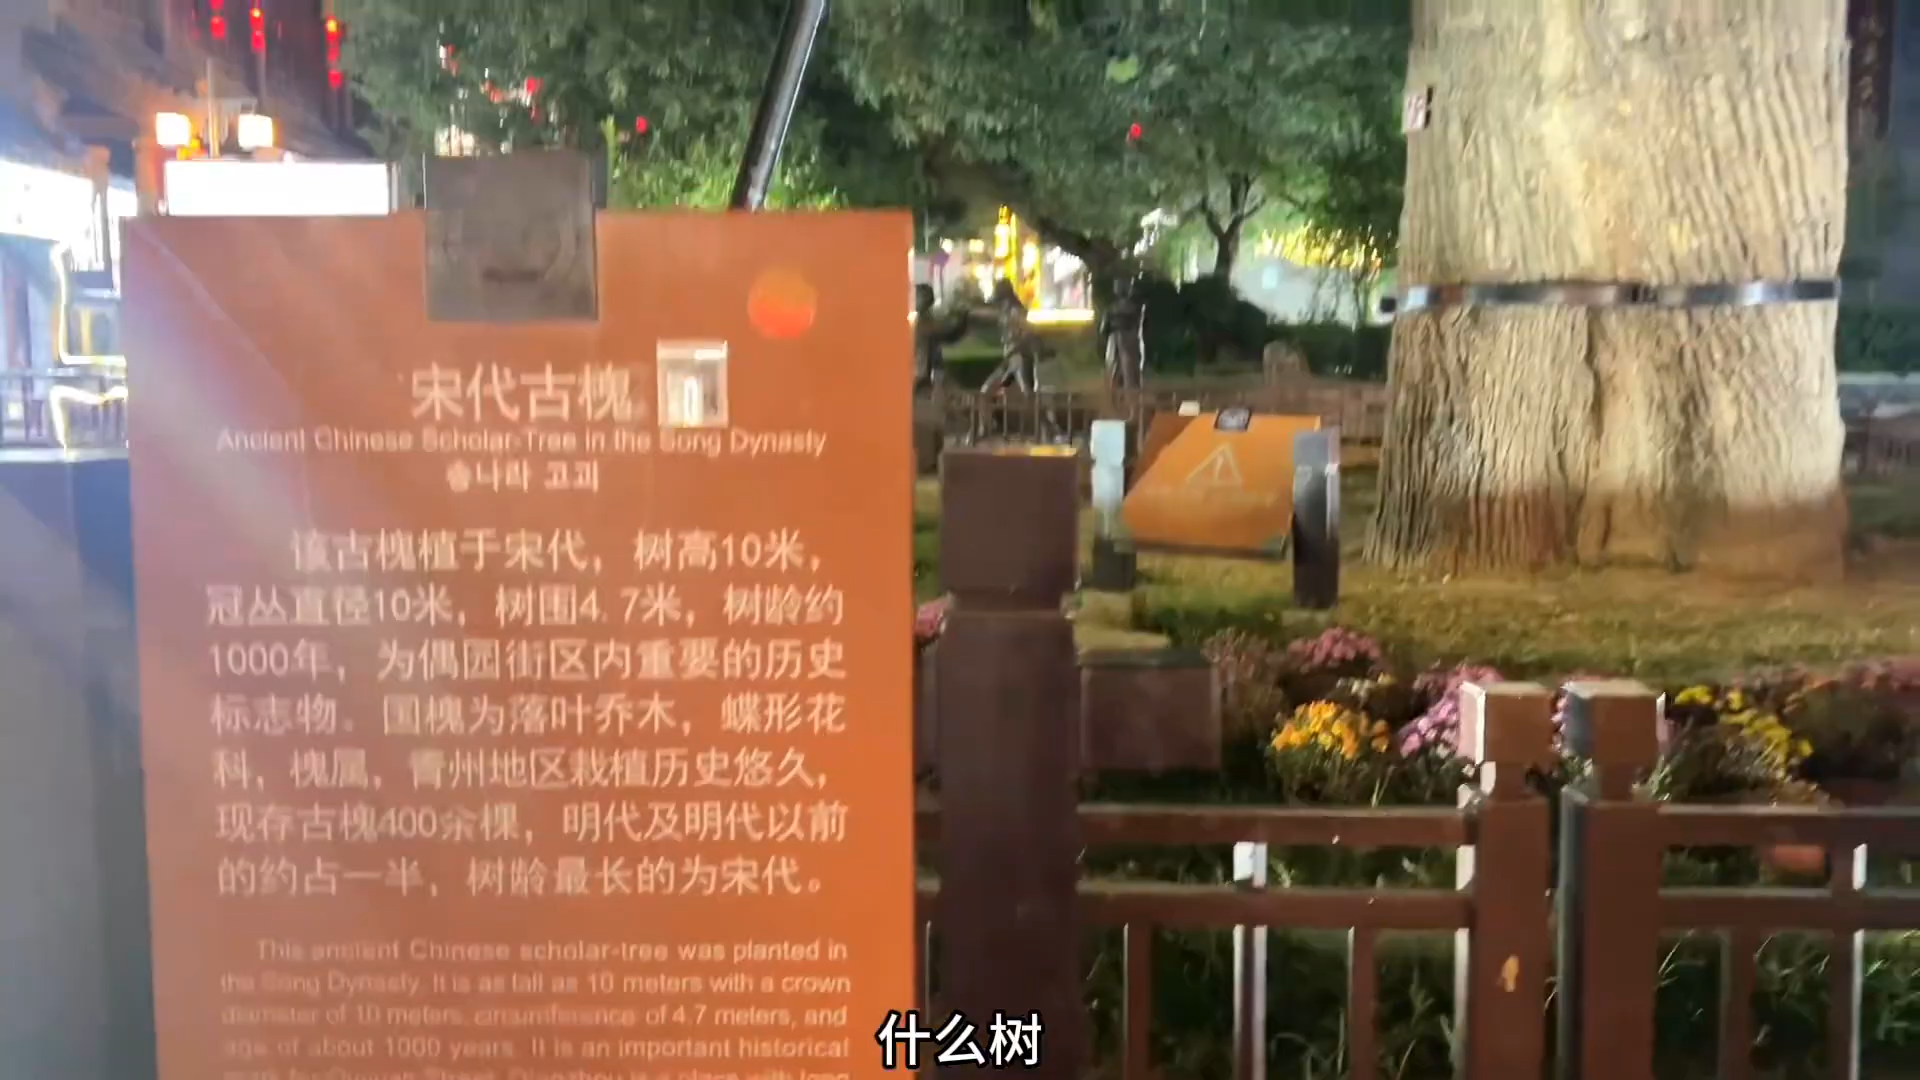 宋代古槐
Ancient Chinese Scholar-Tree in the Song Dynasty
송나라 고괴
该古槐植于宋代，树高10米，
冠丛直径10米，树围4.7米，树龄约
1000年，为偶园街区内重要的历史
标志物。国槐为落叶乔木，蝶形花
科，槐属，青州地区栽植历史悠久，
现存古槐400余棵，明代及明代以前
的约占一半，树龄最长的为宋代。
This ancient Chinese scholar-tree was planted in
the Song Dynasty. It is as tall as 10 meters with a crown
diameter of 10 meters, circumference of 4.7 meters, and
age of about 1000 years. It is an important historical
什么树